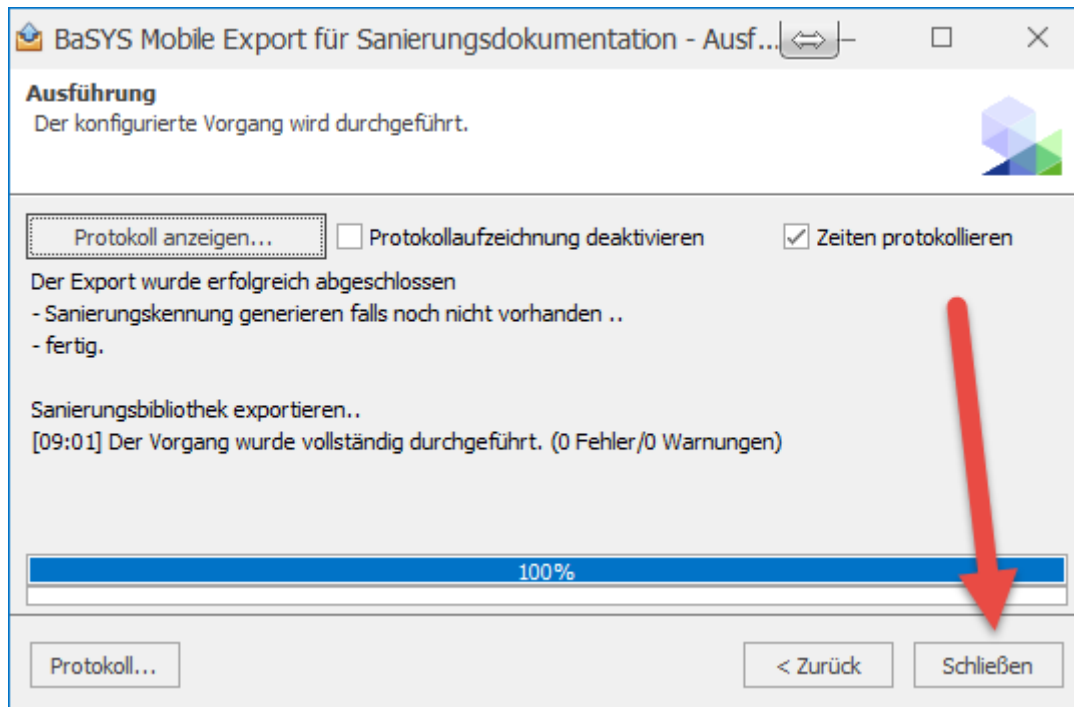 BaSYS Mobile Export für Sanierungsdokumentation - Ausf...
Ausführung
Der konfigurierte Vorgang wird durchgeführt.
Protokoll anzeigen... Protokollaufzeichnung deaktivieren Zeiten protokollieren
Der Export wurde erfolgreich abgeschlossen
- Sanierungskennung generieren falls noch nicht vorhanden ..
- fertig.
Sanierungsbibliothek exportieren..
[09:01] Der Vorgang wurde vollständig durchgeführt. (0 Fehler/0 Warnungen)
100%
Protokoll... < Zurück Schließen